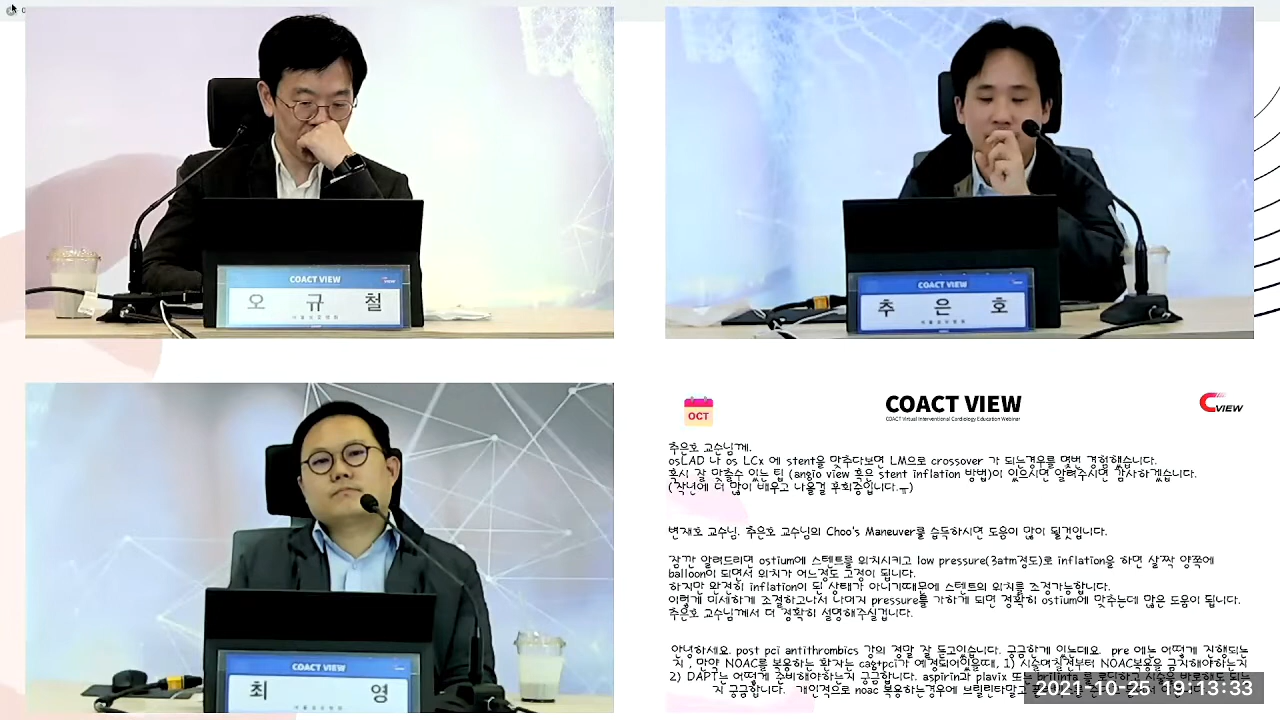 COACT VIEW
오 규 철
COACT VIEW
추 은 호
COACT VIEW
최 영
OCT
COACT VIEW
COACT Virtual Interventional Cardiology Education Webinar
CVIEW
추은호 교수님께.
osLAD 나 os LCx 에 stent을 맞추다보면 LM으로 crossover 가 되는경우를 몇번 경험했습니다.
혹시 잘 맞출수 있는 팁 (angio view 혹은 stent inflation 방법)이 있으시면 알려주시면 감사하겠습니다.
(작년에 더 많이 배우고 나올걸 후회중입니다.ㅠ)
변재호 교수님. 추은호 교수님의 Choo's Maneuver를 습득하시면 도움이 많이 될것입니다.
잠깐 알려드리면 ostium에 스텐트를 위치시키고 low pressure(3atm정도)로 inflation을 하면 살짝 양쪽에
balloon이 되면서 위치가 어느정도 고정이 됩니다.
하지만 완전히 inflation이 된 상태가 아니기때문에 스텐트의 위치를 조정가능합니다.
이렇게 미세하게 조절하고나서 나머지 pressure를 가하게 되면 정확히 ostium에 맞추는데 많은 도움이 됩니다.
추은호 교수님께서 더 정확히 설명해주실겁니다.
안녕하세요. post pci antithrombics 강의 정말 잘 듣고있습니다. 궁금한게 있는데요. pre 에는 어떻게 진행되는
지, 만약 NOAC를 복용하는 환자는 cag+pci가 예정되어있을때, 1) 시술며칠전부터 NOAC복용을 금지해야하는지
2) DAPT는 어떻게 준비해야하는지 궁금합니다. aspirin과 plavix 또는 brilinta 를 로딩하고 시술을 바로해도 되는
지 궁금합니다. 개인적으로 noac 복용하는경우에 브릴린타말고
2021-10-25 19:13:33